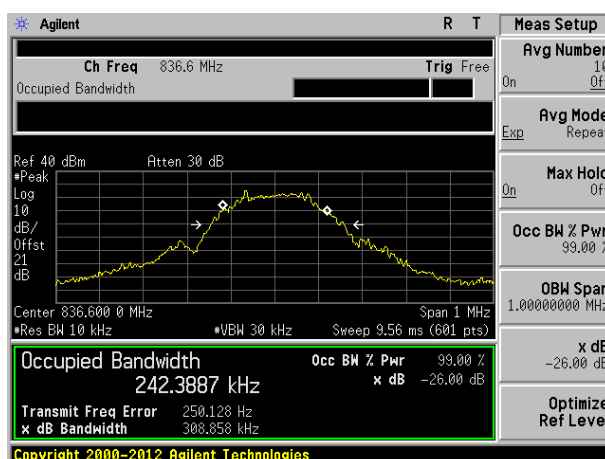 Agilent R T
Ch Freq 836.6 MHz Trig Free
Occupied Bandwidth
Ref 40 dBm Atten 30 dB
#Peak
Log
10
dB/
Offst
21
dB
Center 836.600 0 MHz Span 1 MHz
#Res BW 10 kHz #VBW 30 kHz Sweep 9.56 ms (601 pts)
Occupied Bandwidth Occ BW % Pwr 99.00 %
242.3887 kHz x dB -26.00 dB
Transmit Freq Error 250.128 Hz
x dB Bandwidth 308.858 kHz
Copyright 2000-2012 Agilent Technologies
Meas Setup
Avg Number
10
On Off
Avg Mode
Exp Repeat
Max Hold
On Off
Occ BW % Pwr
99.00 %
OBW Span
1.00000000 MHz
x dB
-26.00 dB
Optimize
Ref Level